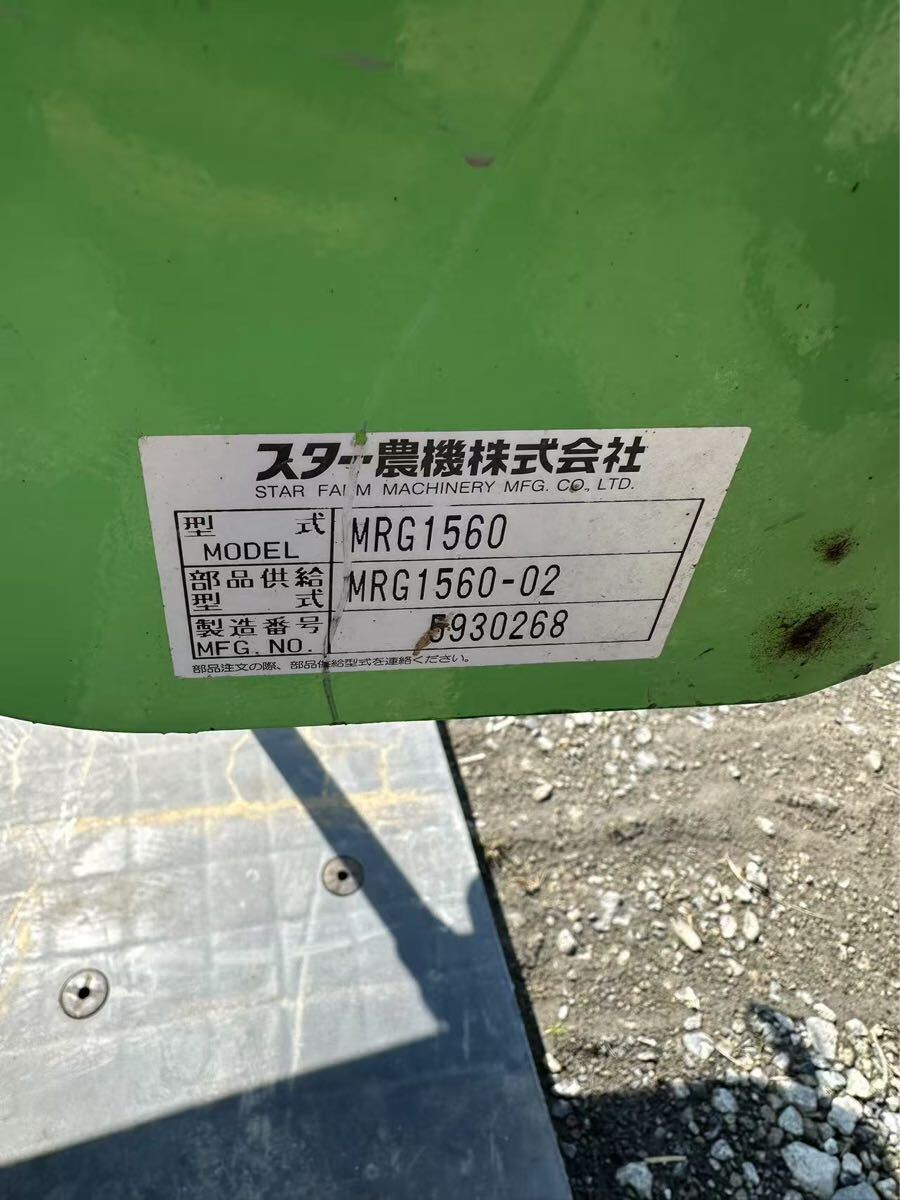 スター農機株式会社
STAR FARM MACHINERY MFG. CO., LTD.
型 式 MRG1560
MODEL
部品供給 MRG1560-02
型 式
製造番号 5930268
MFG. NO.
部品注文の際、部品供給型式を連絡ください。